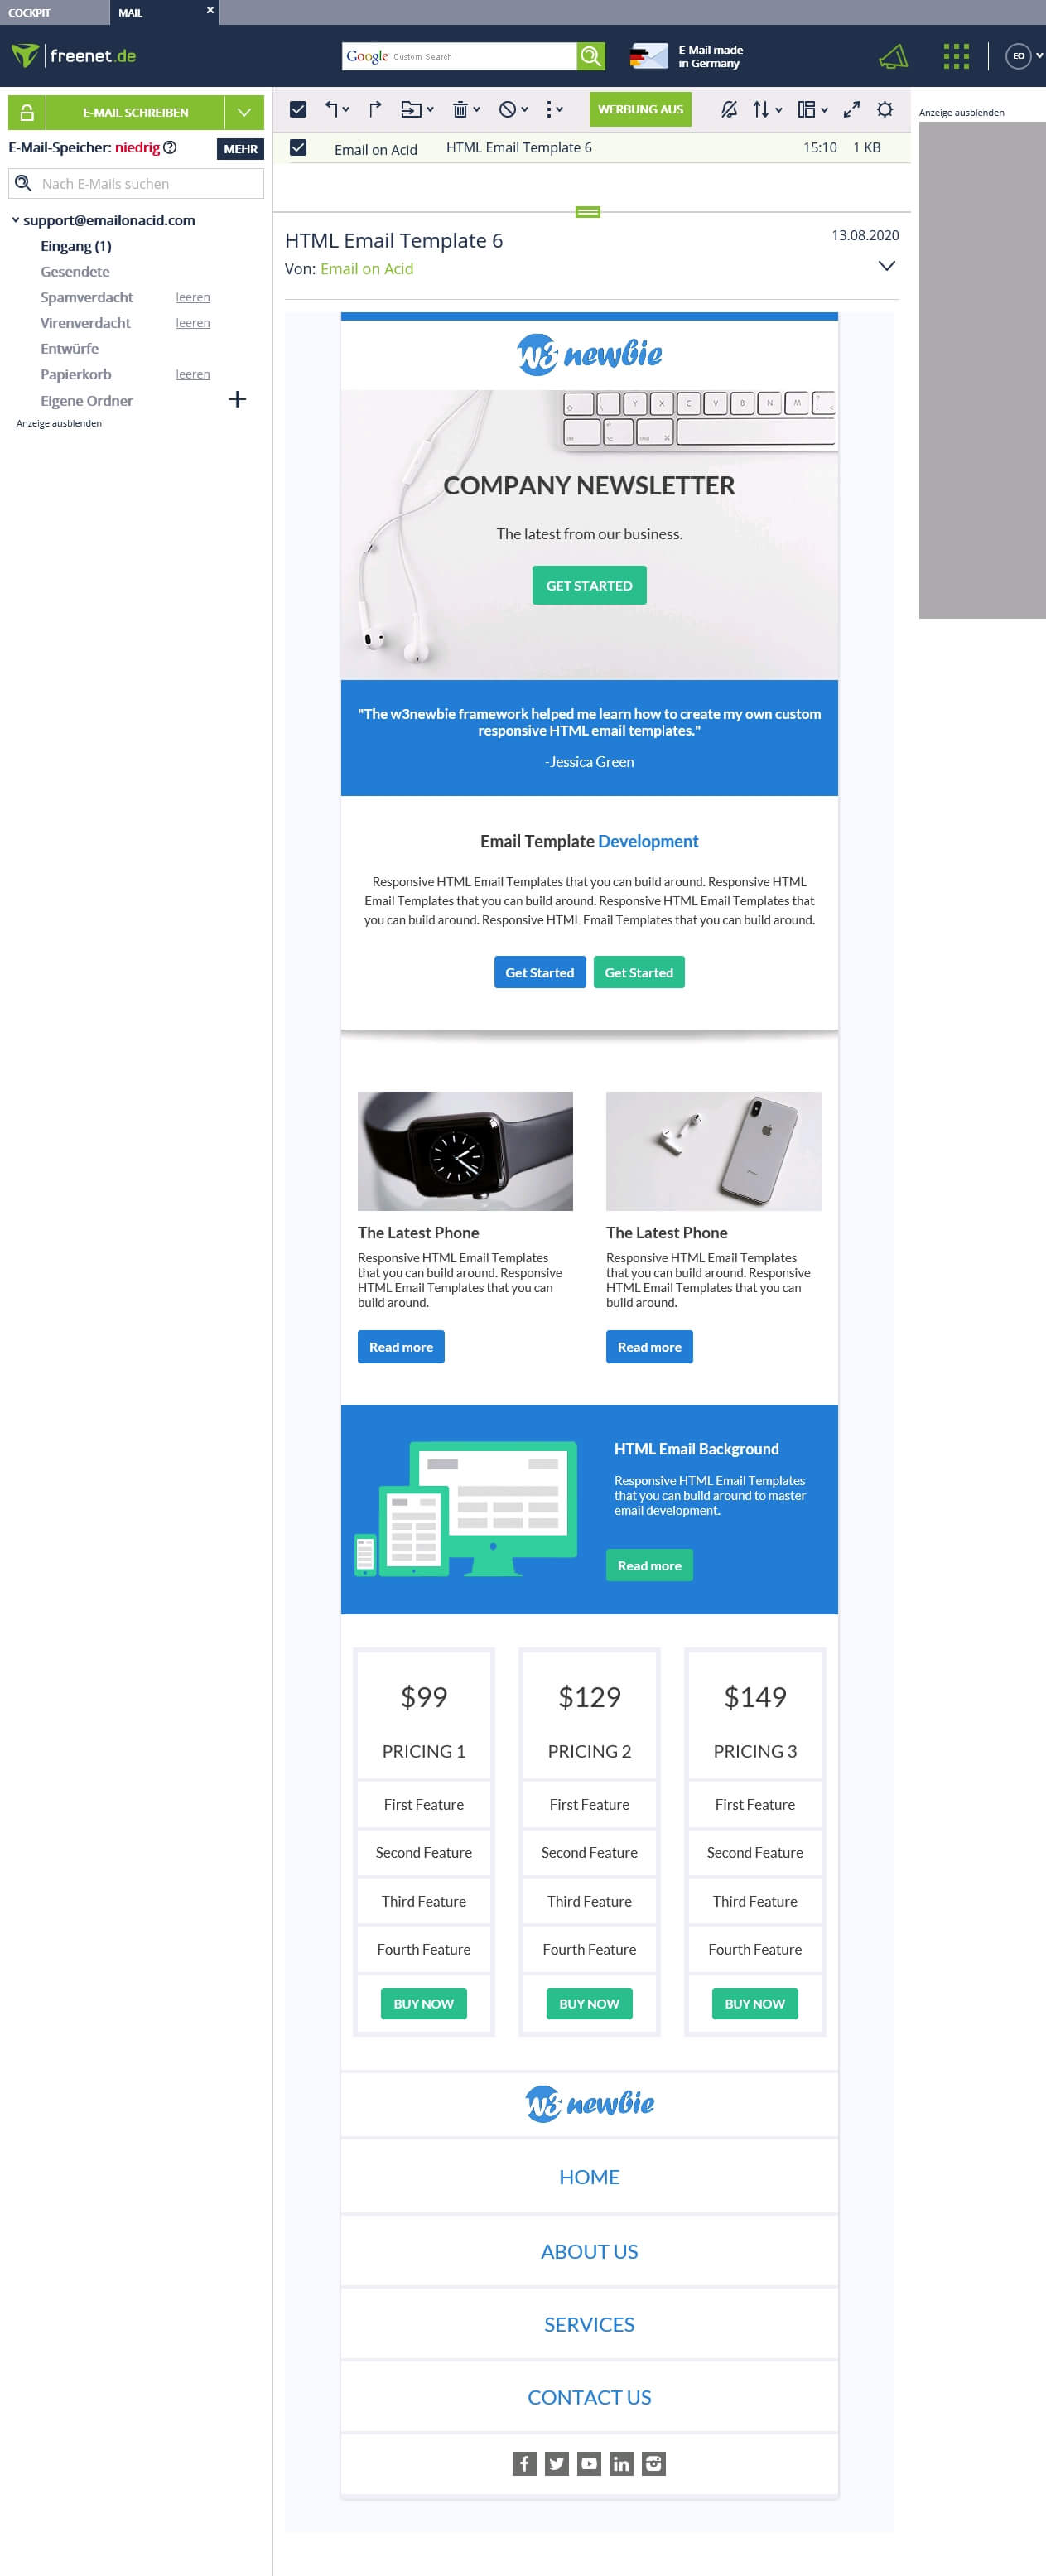 COCKPIT
MAIL
freenet.de
Google Custom Search
E-Mail made
in Germany
EO
E-MAIL SCHREIBEN
WERBUNG AUS
Anzeige ausblenden
E-Mail-Speicher: niedrig
MEHR
Email on Acid HTML Email Template 6 15:10 1 KB
Nach E-Mails suchen
support@emailonacid.com
Eingang (1)
Gesendete
Spamverdacht leeren
Virenverdacht leeren
Entwürfe
Papierkorb leeren
Eigene Ordner
Anzeige ausblenden
HTML Email Template 6
13.08.2020
Von: Email on Acid
w3 newbie
Y X C V B N M ?
alt cmd
COMPANY NEWSLETTER
The latest from our business.
GET STARTED
"The w3newbie framework helped me learn how to create my own custom
responsive HTML email templates."
-Jessica Green
Email Template Development
Responsive HTML Email Templates that you can build around. Responsive HTML
Email Templates that you can build around. Responsive HTML Email Templates that
you can build around. Responsive HTML Email Templates that you can build around.
Get Started
Get Started
The Latest Phone
Responsive HTML Email Templates
that you can build around. Responsive
HTML Email Templates that you can
build around.
Read more
The Latest Phone
Responsive HTML Email Templates
that you can build around. Responsive
HTML Email Templates that you can
build around.
Read more
HTML Email Background
Responsive HTML Email Templates
that you can build around to master
email development.
Read more
$99
PRICING 1
First Feature
Second Feature
Third Feature
Fourth Feature
BUY NOW
$129
PRICING 2
First Feature
Second Feature
Third Feature
Fourth Feature
BUY NOW
$149
PRICING 3
First Feature
Second Feature
Third Feature
Fourth Feature
BUY NOW
w3 newbie
HOME
ABOUT US
SERVICES
CONTACT US